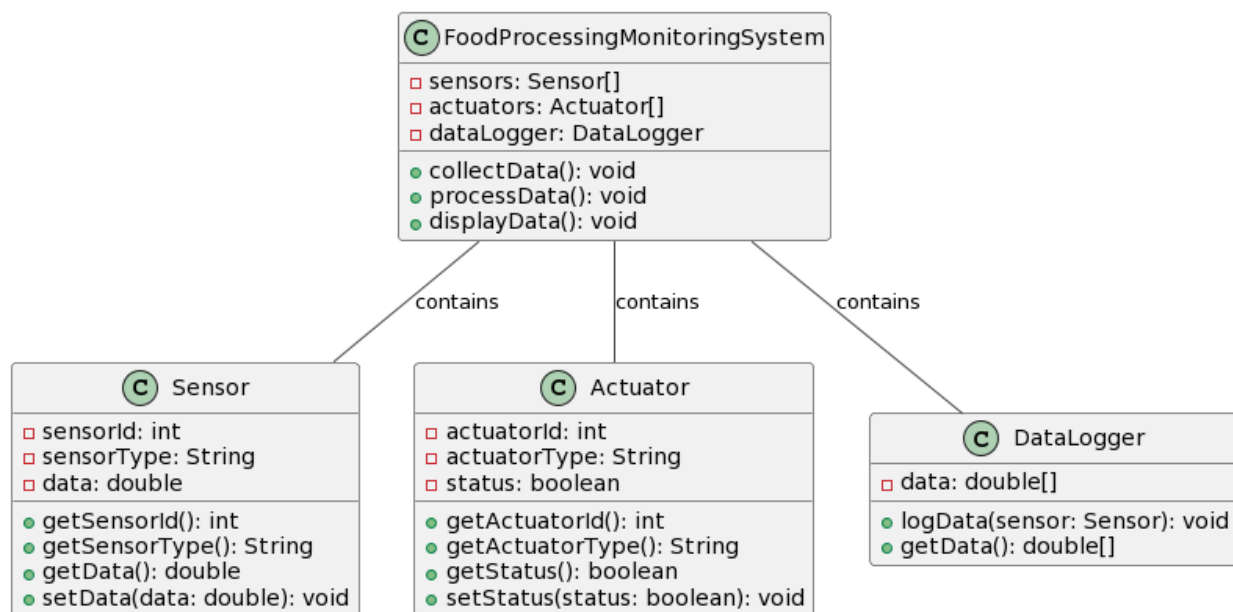 C FoodProcessingMonitoringSystem
sensors: Sensor[]
actuators: Actuator[]
dataLogger: DataLogger
collectData(): void
processData(): void
displayData(): void
contains
contains
contains
C Sensor
sensorId: int
sensorType: String
data: double
getSensorId(): int
getSensorType(): String
getData(): double
setData(data: double): void
C Actuator
actuatorId: int
actuatorType: String
status: boolean
getActuatorId(): int
getActuatorType(): String
getStatus(): boolean
setStatus(status: boolean): void
C DataLogger
data: double[]
logData(sensor: Sensor): void
getData(): double[]